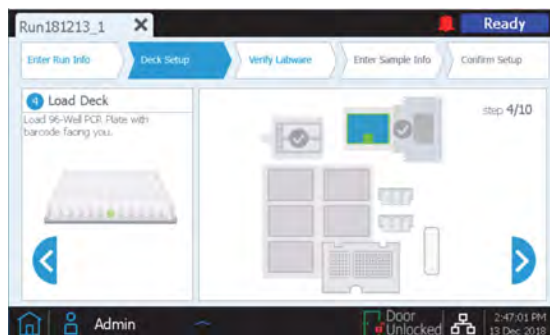 Run181213_1
Ready
Enter Run Info
Deck Setup
Verify Labware
Enter Sample Info
Confirm Setup
4 Load Deck
Load 96-Well PCR Plate with
barcode facing you.
step 4/10
Admin
Door
Unlocked
2:47:01 PM
13 Dec 2018